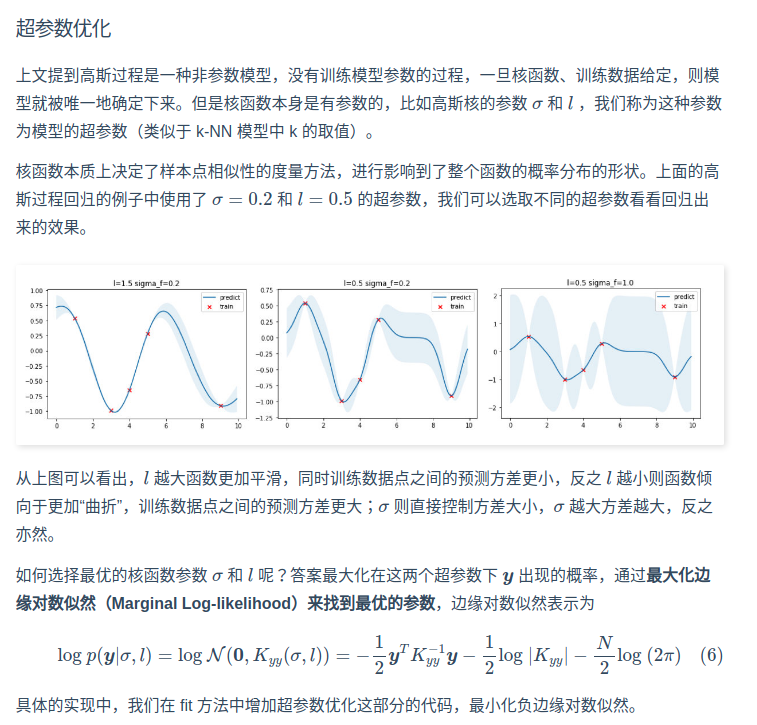 超参数优化
上文提到高斯过程是一种非参数模型，没有训练模型参数的过程，一旦核函数、训练数据给定，则模
型就被唯一地确定下来。但是核函数本身是有参数的，比如高斯核的参数 σ 和 l ，我们称为这种参数
为模型的超参数（类似于 k-NN 模型中 k 的取值）。
核函数本质上决定了样本点相似性的度量方法，进行影响到了整个函数的概率分布的形状。上面的高
斯过程回归的例子中使用了 σ = 0.2 和 l = 0.5 的超参数，我们可以选取不同的超参数看看回归出
来的效果。
l=1.5 sigma_f=0.2
predict
train
1.00
0.75
0.50
0.25
0.00
−0.25
−0.50
−0.75
−1.00
0 2 4 6 8 10
l=0.5 sigma_f=0.2
predict
train
0.75
0.50
0.25
0.00
−0.25
−0.50
−0.75
−1.00
−1.25
0 2 4 6 8 10
l=0.5 sigma_f=1.0
predict
train
2
1
0
−1
−2
0 2 4 6 8 10
从上图可以看出，l 越大函数更加平滑，同时训练数据点之间的预测方差更小，反之 l 越小则函数倾
向于更加“曲折”，训练数据点之间的预测方差更大；σ 则直接控制方差大小，σ 越大方差越大，反之
亦然。
如何选择最优的核函数参数 σ 和 l 呢？答案最大化在这两个超参数下 y 出现的概率，通过最大化边
缘对数似然（Marginal Log-likelihood）来找到最优的参数，边缘对数似然表示为
log p(y|σ, l) = log N(0, K_{yy}(σ, l)) = −\frac{1}{2} y^T K_{yy}^{−1} y − \frac{1}{2} log |K_{yy}| − \frac{N}{2} log (2π) (6)
具体的实现中，我们在 fit 方法中增加超参数优化这部分的代码，最小化负边缘对数似然。